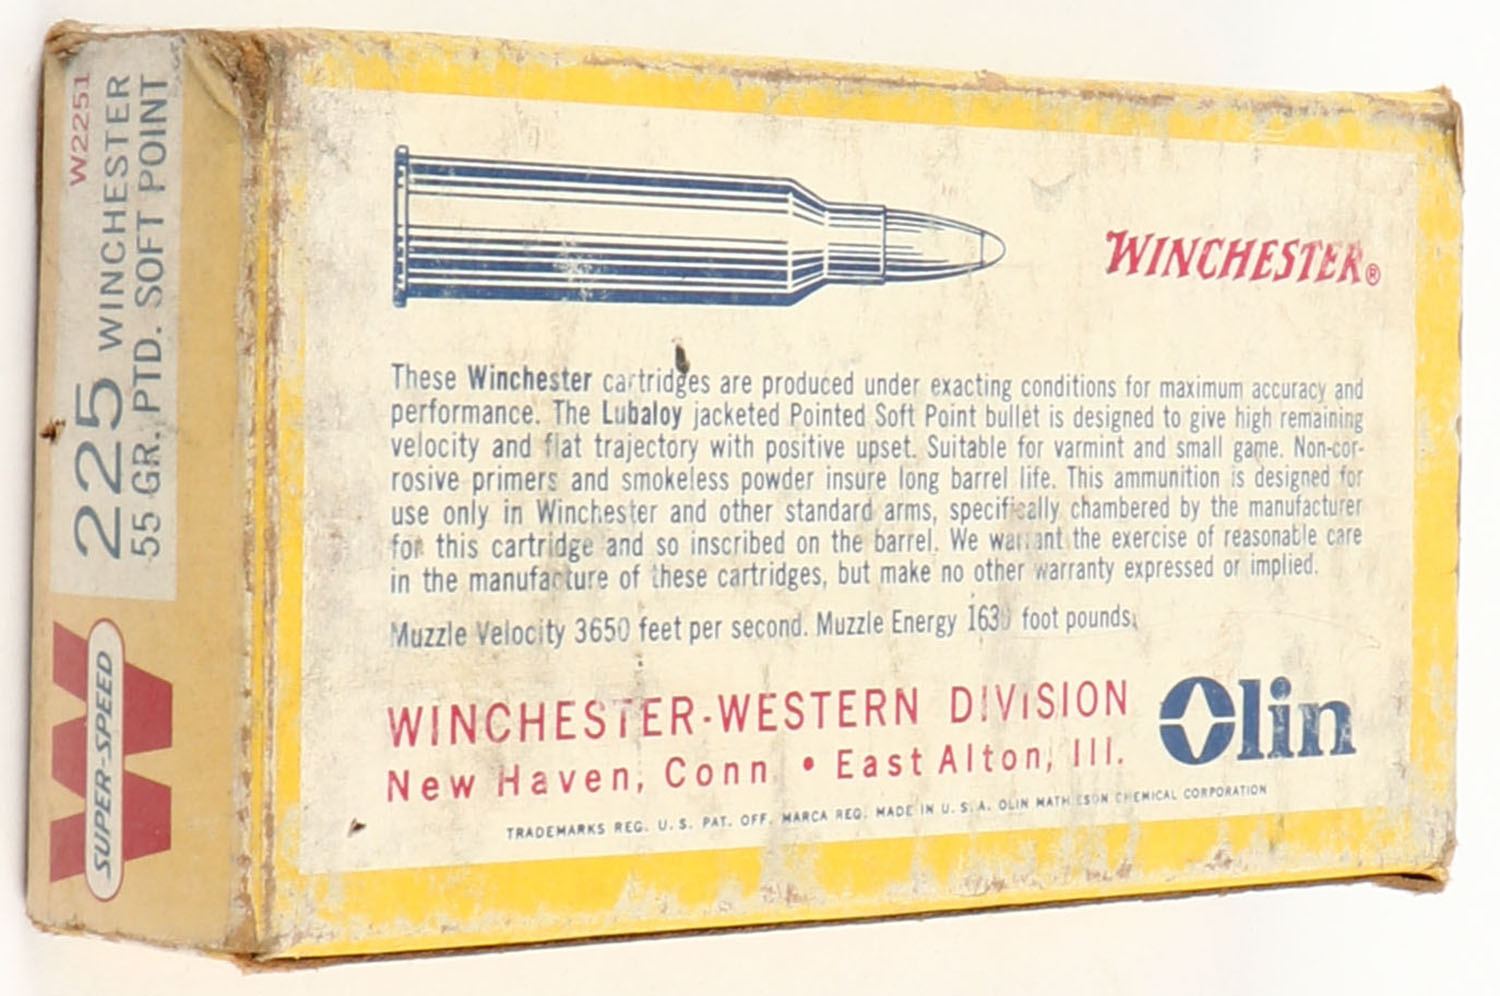 W2251
225 WINCHESTER
55 GR. PTD. SOFT POINT
W
SUPER-SPEED
WINCHESTER®
These Winchester cartridges are produced under exacting conditions for maximum accuracy and
performance. The Lubaloy jacketed Pointed Soft Point bullet is designed to give high remaining
velocity and flat trajectory with positive upset. Suitable for varmint and small game. Non-cor-
rosive primers and smokeless powder insure long barrel life. This ammunition is designed for
use only in Winchester and other standard arms, specifically chambered by the manufacturer
for this cartridge and so inscribed on the barrel. We warrant the exercise of reasonable care
in the manufacture of these cartridges, but make no other warranty expressed or implied.
Muzzle Velocity 3650 feet per second. Muzzle Energy foot pounds.
WINCHESTER-WESTERN DIVISION
New Haven, Conn. • East Alton, Ill.
Olin
TRADEMARKS REG. U. S. PAT. OFF. MARCA REG. MADE IN U. S. A. OLIN MATHIESON CHEMICAL CORPORATION